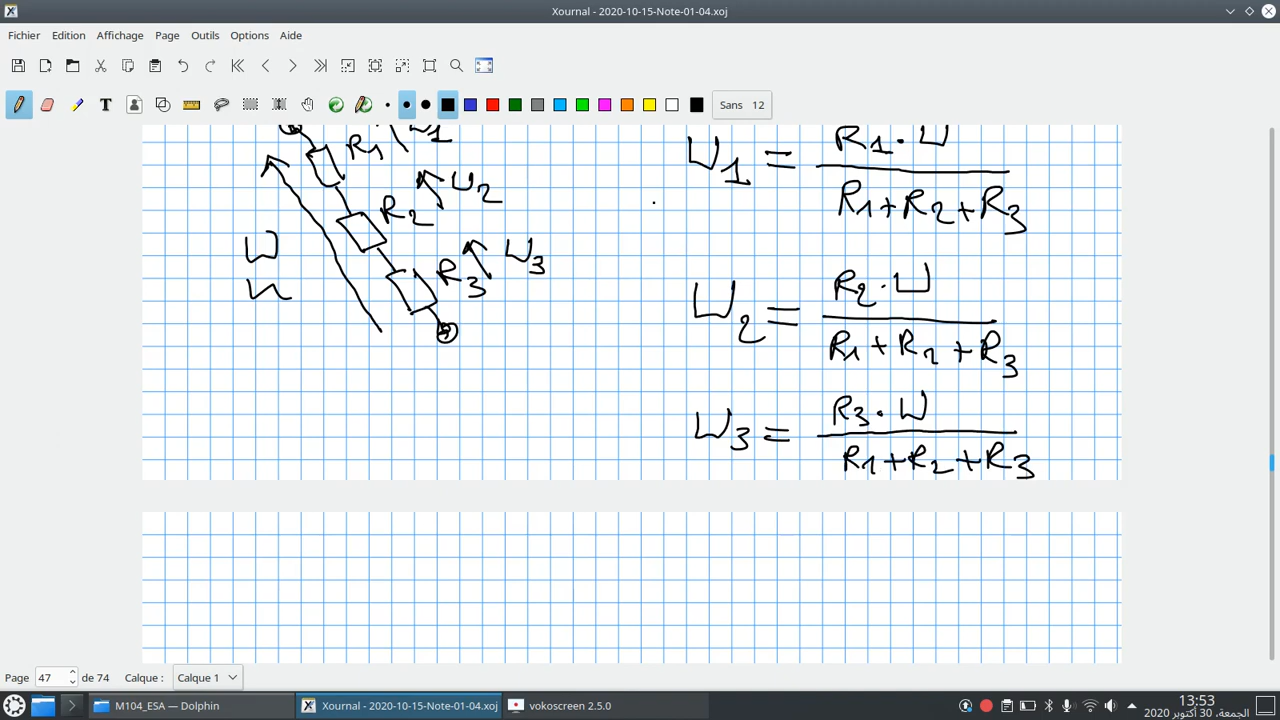 Xournal - 2020-10-15-Note-01-04.xoj
Fichier Edition Affichage Page Outils Options Aide
Sans 12
R1
U2
R2
U3
R3
U
U1 = R1 · U
R1+R2+R3
U2 = R2 · U
R1 + R2 + R3
U3 = R3 · U
R1+R2+R3
Page 47 de 74 Calque : Calque 1
M104_ESA — Dolphin
Xournal - 2020-10-15-Note-01-04.xoj
vokoscreen 2.5.0
13:53
الجمعة, 30 أكتوبر 2020